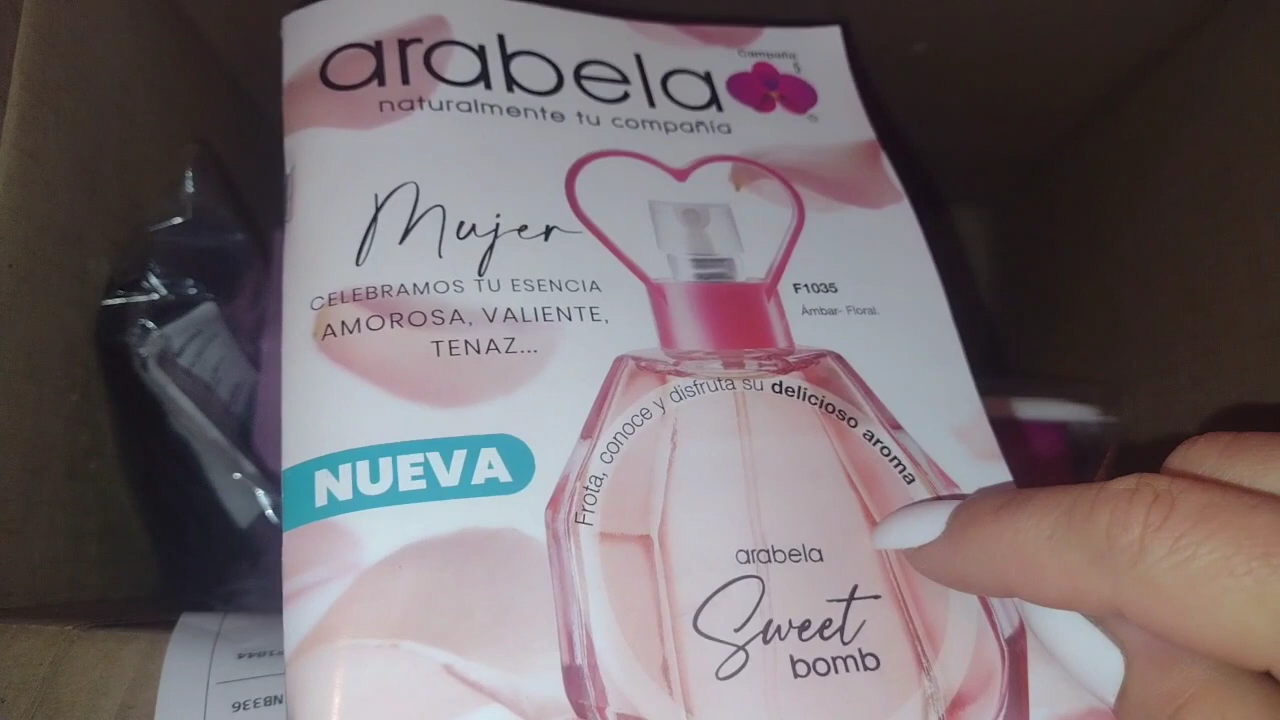 arabela
Campaña
naturalmente tu compañía
Mujer
CELEBRAMOS TU ESENCIA
AMOROSA, VALIENTE,
TENAZ...
F1035
Ámbar- Floral.
Frota, conoce y disfruta su delicioso aroma
NUEVA
arabela
Sweet
bomb
NB336